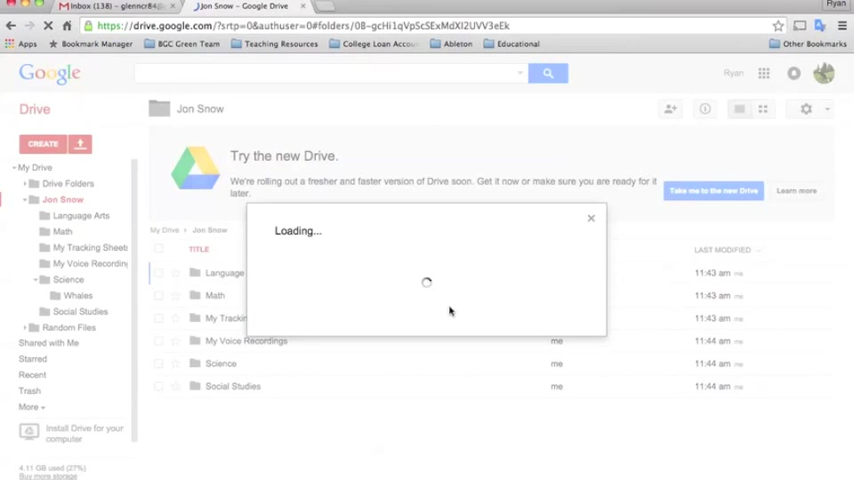 Ryan
Inbox (138) - glenncr84@
Jon Snow - Google Drive
https://drive.google.com/?srtp=0&authuser=0#folders/0B-gcHi1qVpScSExMdXI2UVV3eEk
Apps Bookmark Manager BGC Green Team Teaching Resources College Loan Accou Ableton Educational Other Bookmarks
Google Ryan
Drive Jon Snow
CREATE
Try the new Drive.
We're rolling out a fresher and faster version of Drive soon. Get it now or make sure you are ready for it
later.
Take me to the new Drive Learn more
My Drive
Drive Folders
Jon Snow
Language Arts
Math
My Tracking Sheets
My Voice Recording
Science
Whales
Social Studies
Random Files
Shared with Me
Starred
Recent
Trash
More
Install Drive for your
computer
4.11 GB used (27%)
Buy more storage
My Drive Jon Snow
TITLE LAST MODIFIED
Language 11:43 am me
Math 11:43 am me
My Trackin 11:43 am me
My Voice Recordings me 11:44 am me
Science me 11:44 am me
Social Studies me 11:44 am me
Loading...